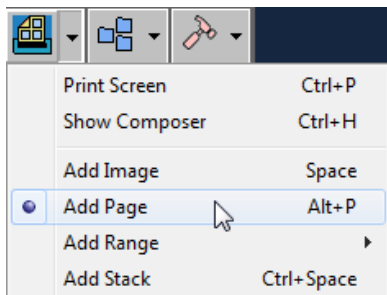 Print Screen Ctrl+P
Show Composer Ctrl+H
Add Image Space
Add Page Alt+P
Add Range
Add Stack Ctrl+Space